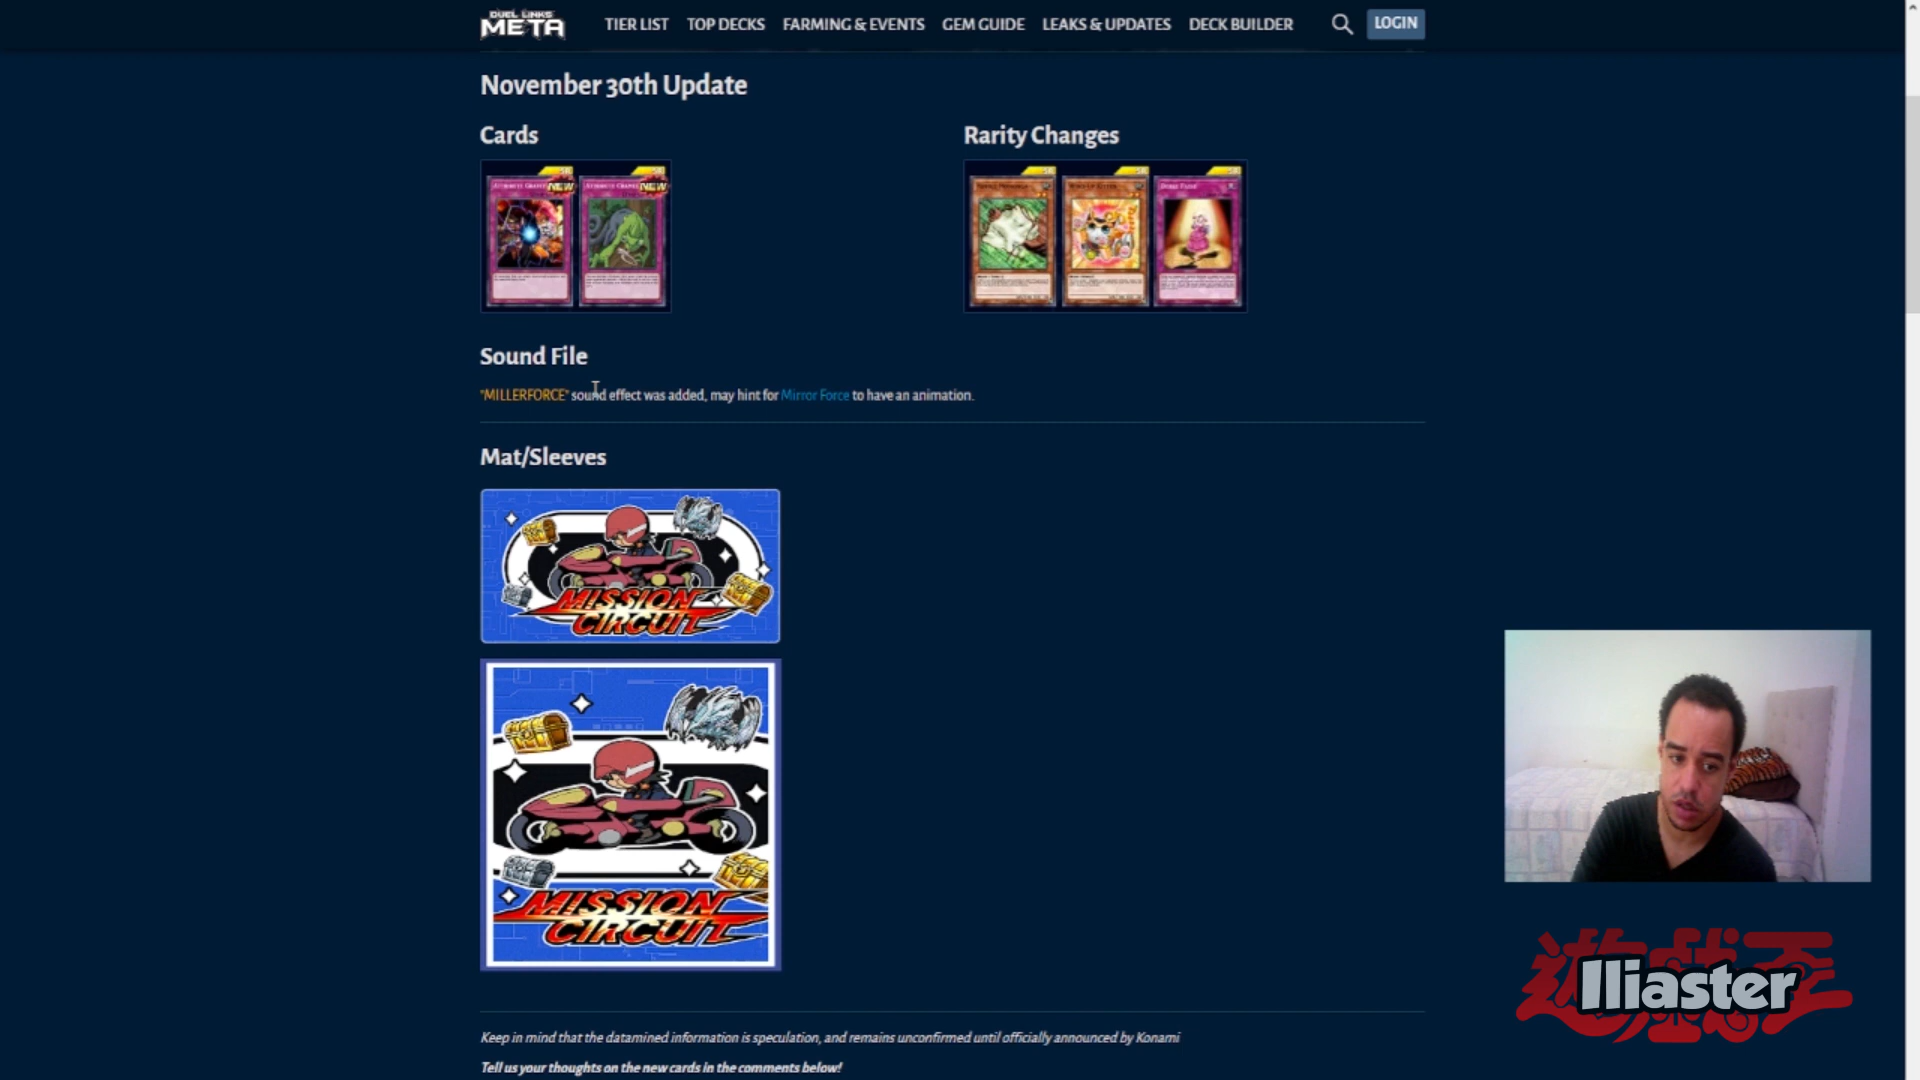 DUEL LINKS
META
TIER LIST TOP DECKS FARMING & EVENTS GEM GUIDE LEAKS & UPDATES DECK BUILDER LOGIN
November 30th Update
Cards
Rarity Changes
NEW NEW
Sound File
"MILLERFORCE" sound effect was added, may hint for Mirror Force to have an animation.
Mat/Sleeves
MISSION
CIRCUIT
MISSION
CIRCUIT
遊戯王
Iliaster
Keep in mind that the datamined information is speculation, and remains unconfirmed until officially announced by Konami
Tell us your thoughts on the new cards in the comments below!